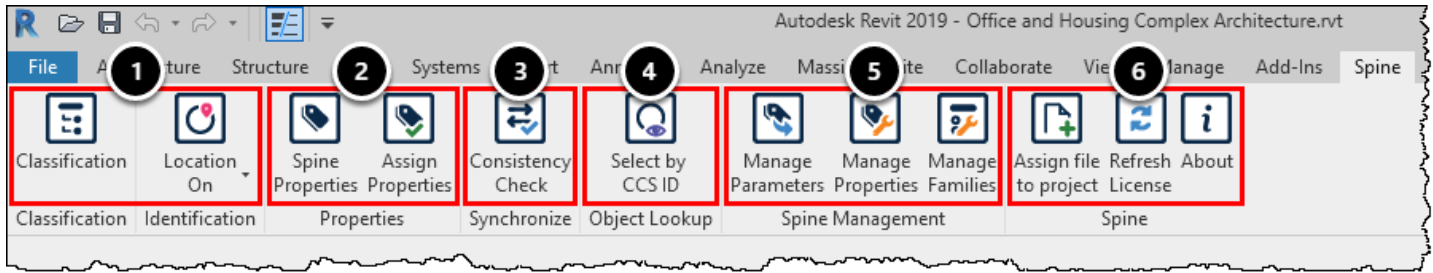 Autodesk Revit 2019 - Office and Housing Complex Architecture.rvt
File Structure Systems Analyze Collaborate Add-Ins Spine
1 2 3 4 5 6
Classification Location Spine Assign Consistency Select by Manage Manage Manage Assign file Refresh About
On Properties Properties Check CCS ID Parameters Properties Families to project License
Classification Identification Properties Synchronize Object Lookup Spine Management Spine